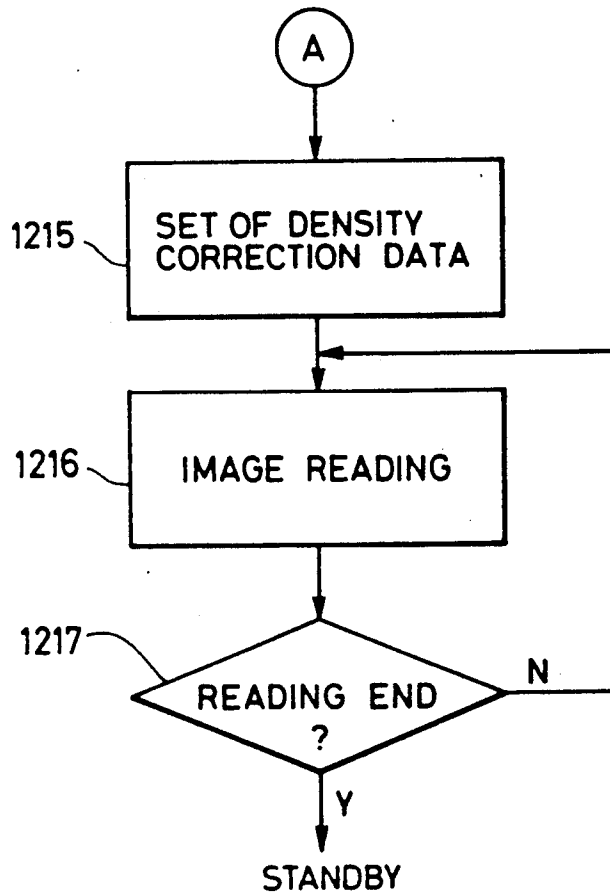 A
1215
SET OF DENSITY
CORRECTION DATA
1216
IMAGE READING
1217
READING END
?
N
Y
STANDBY